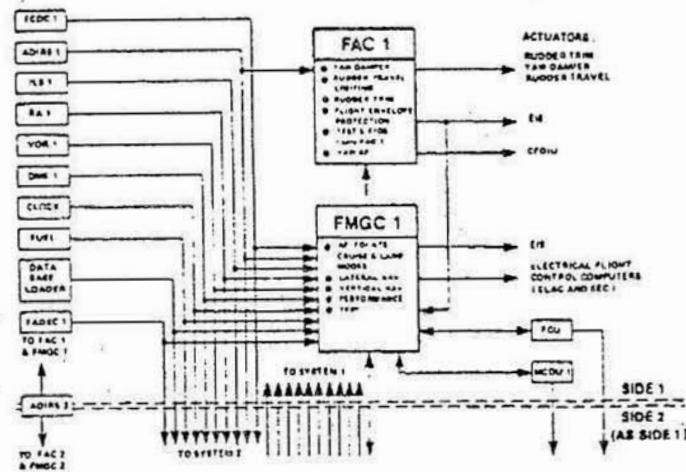 FCDC 1
ADIRS 1
ILS 1
RA 1
VOR 1
DME 1
CLOCK
FUEL
DATA
BASE
LOADER
FADEC 1
TO FAC 1
& FMGC 1
ADIRS 3
TO FAC 2
& FMGC 2
FAC 1
YAW DAMPER
RUDDER TRAVEL
LIMITING
RUDDER TRIM
FLIGHT ENVELOPE
PROTECTION
YAW AP
ACTUATORS:
RUDDER TRIM
YAW DAMPER
RUDDER TRAVEL
EIS
CFDIU
FMGC 1
CRUISE & LAND
MODES
LATERAL NAV
VERTICAL NAV
PERFORMANCE
TEST
EIS
ELECTRICAL FLIGHT
CONTROL COMPUTERS
(ELAC AND SEC)
FCU
MCDU 1
TO SYSTEM 1
TO SYSTEM 2
SIDE 1
SIDE 2
(AS SIDE 1)